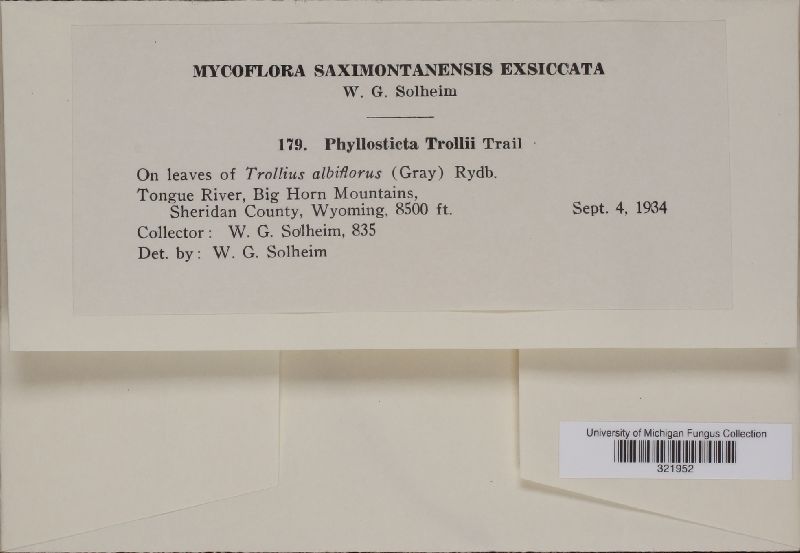 MYCOFLORA SAXIMONTANENSIS EXSICCATA
W. G. Solheim
179. Phyllosticta Trollii Trail
On leaves of Trollius albiflorus (Gray) Rydb.
Tongue River, Big Horn Mountains,
Sheridan County, Wyoming, 8500 ft. Sept. 4, 1934
Collector: W. G. Solheim, 835
Det. by: W. G. Solheim
University of Michigan Fungus Collection
321952